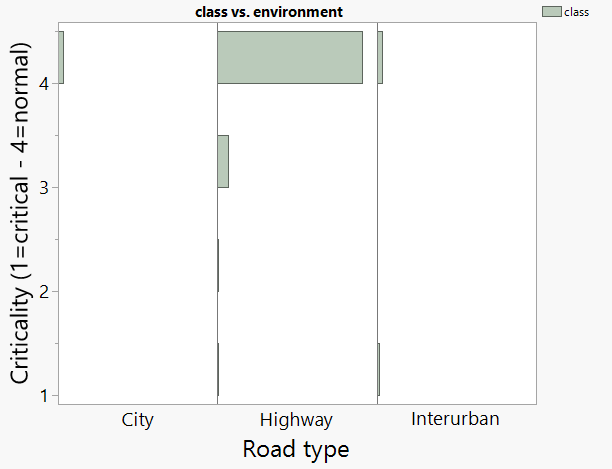 class vs. environment
class
Criticality (1=critical - 4=normal)
4
3
2
1
City
Highway
Interurban
Road type